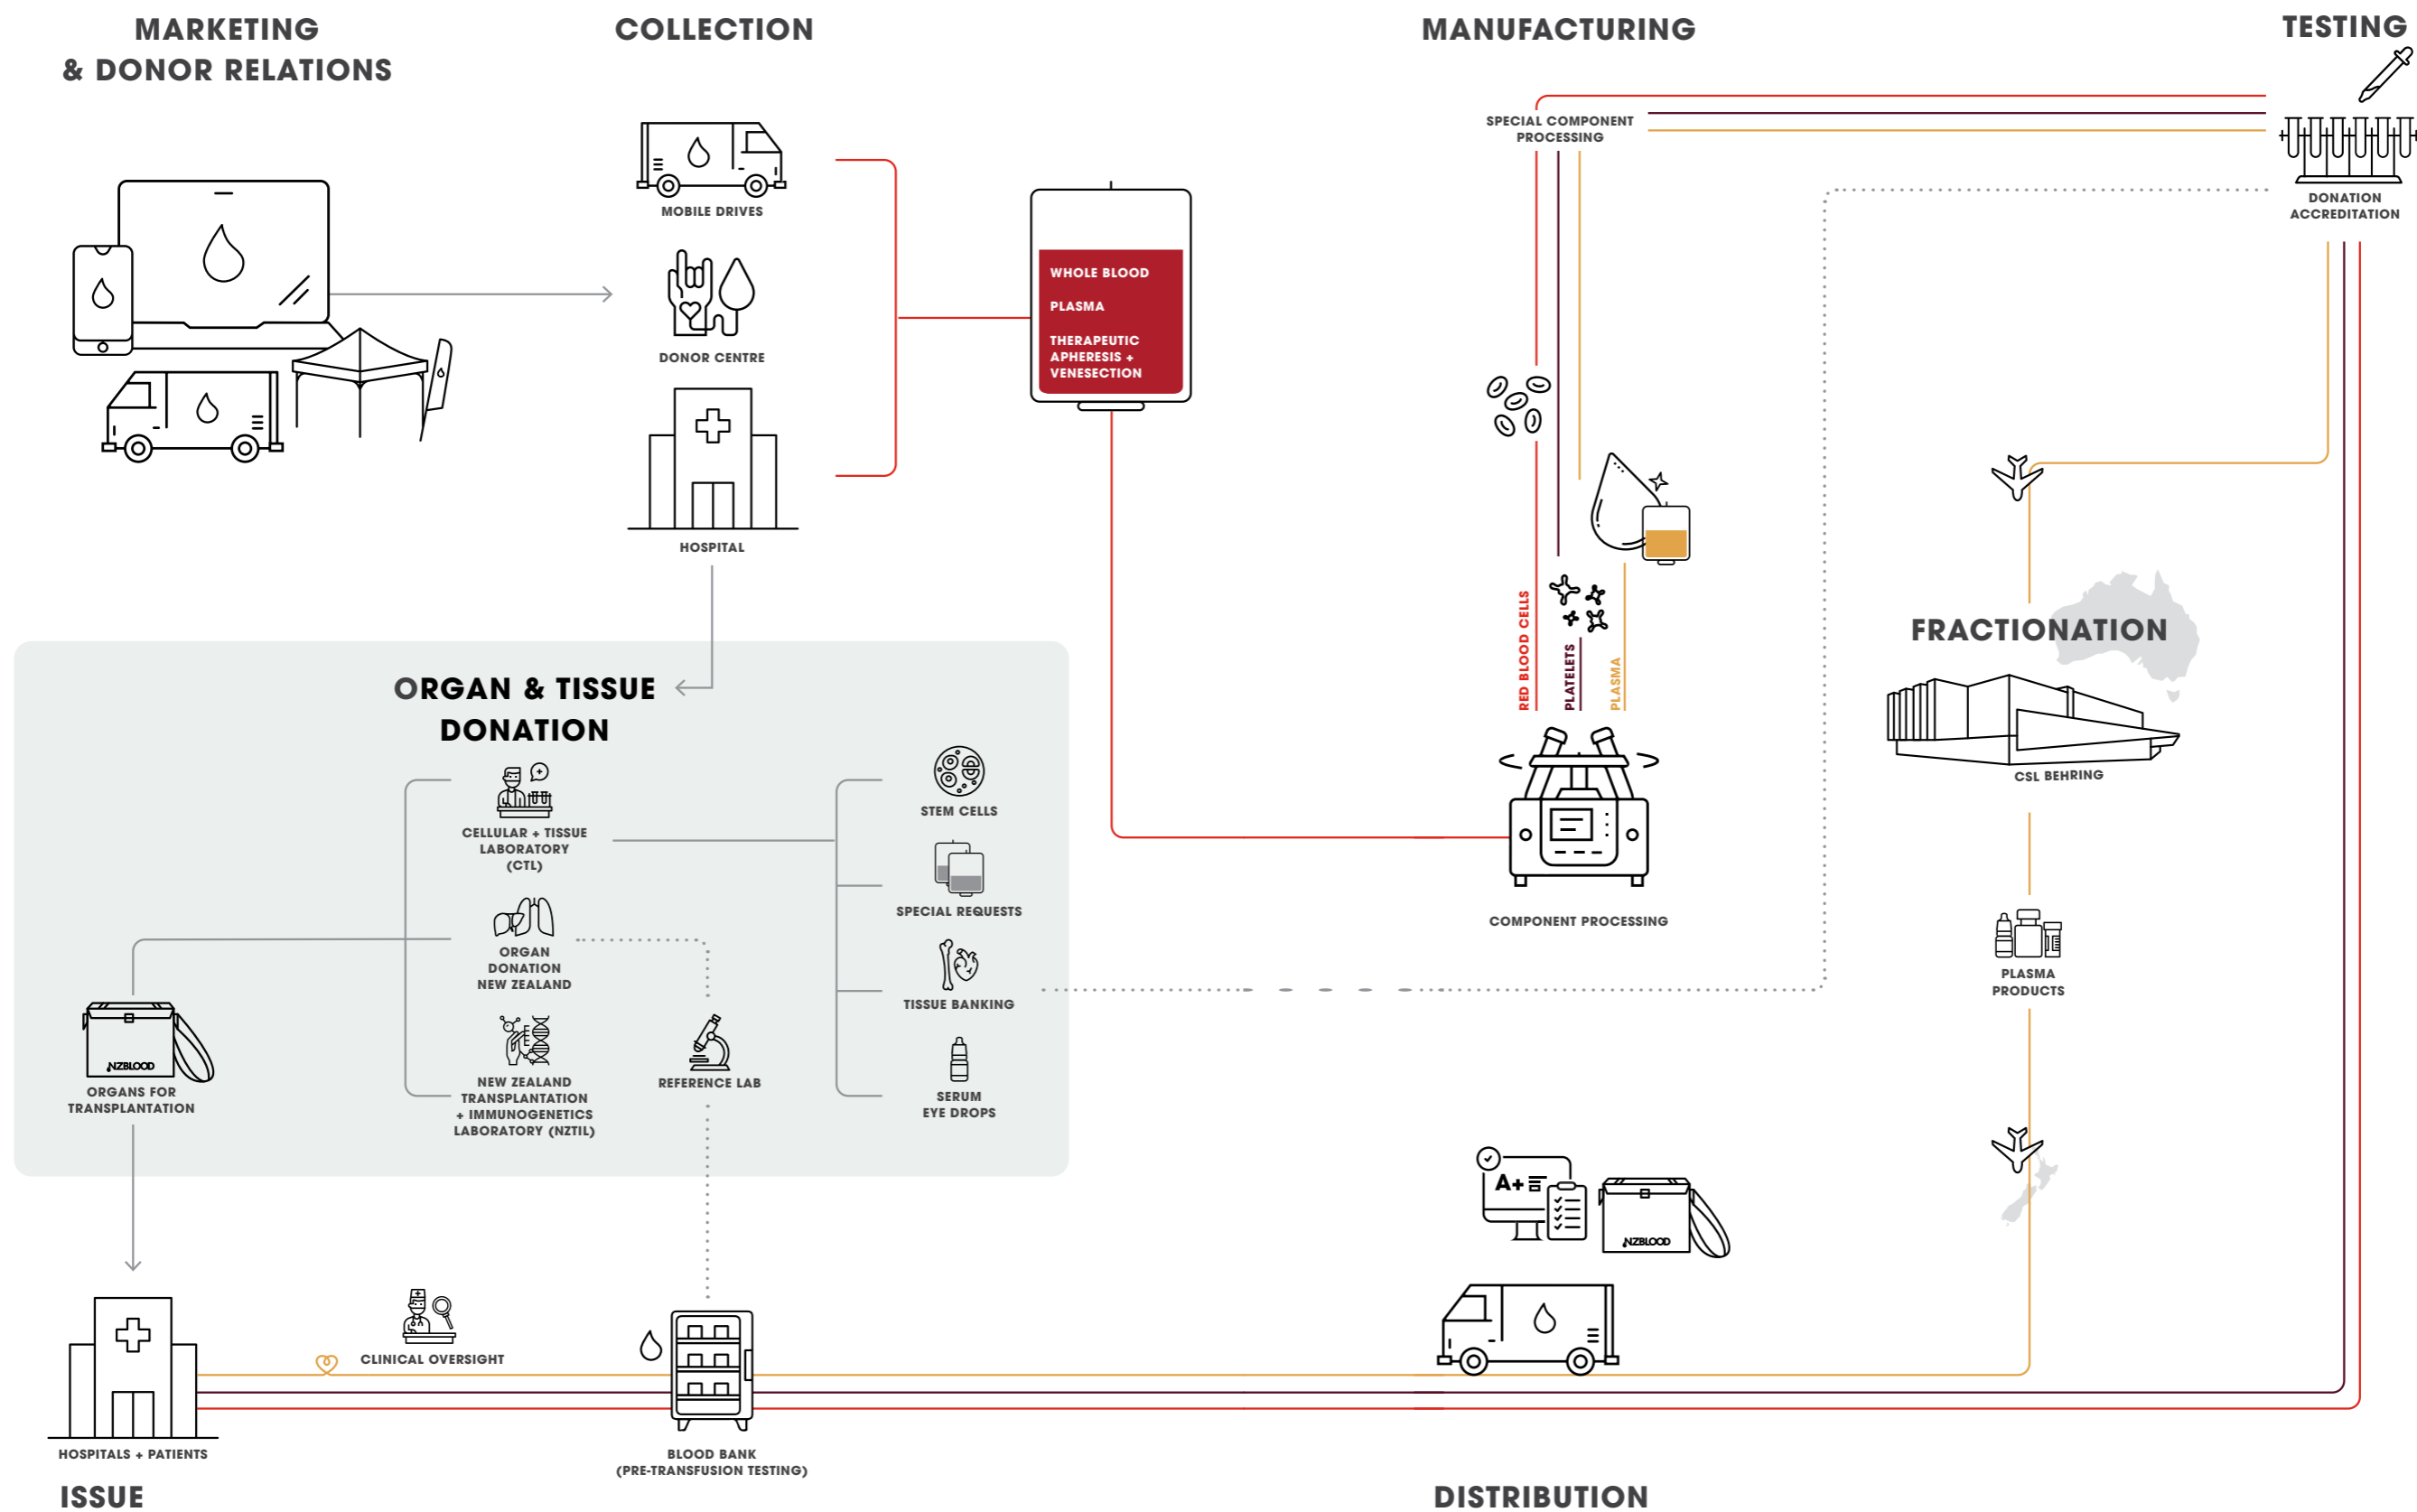 MARKETING
& DONOR RELATIONS
COLLECTION
MANUFACTURING
TESTING
MOBILE DRIVES
DONOR CENTRE
HOSPITAL
WHOLE BLOOD
PLASMA
THERAPEUTIC
APHERESIS +
VENESECTION
SPECIAL COMPONENT
PROCESSING
DONATION
ACCREDITATION
RED BLOOD CELLS
PLATELETS
PLASMA
COMPONENT PROCESSING
FRACTIONATION
CSL BEHRING
PLASMA
PRODUCTS
ORGAN & TISSUE
DONATION
CELLULAR + TISSUE
LABORATORY
(CTL)
ORGAN
DONATION
NEW ZEALAND
NEW ZEALAND
TRANSPLANTATION
+ IMMUNOGENETICS
LABORATORY (NZTIL)
REFERENCE LAB
STEM CELLS
SPECIAL REQUESTS
TISSUE BANKING
SERUM
EYE DROPS
NZBLOOD
ORGANS FOR
TRANSPLANTATION
A+
NZBLOOD
CLINICAL OVERSIGHT
HOSPITALS + PATIENTS
BLOOD BANK
(PRE-TRANSFUSION TESTING)
ISSUE
DISTRIBUTION